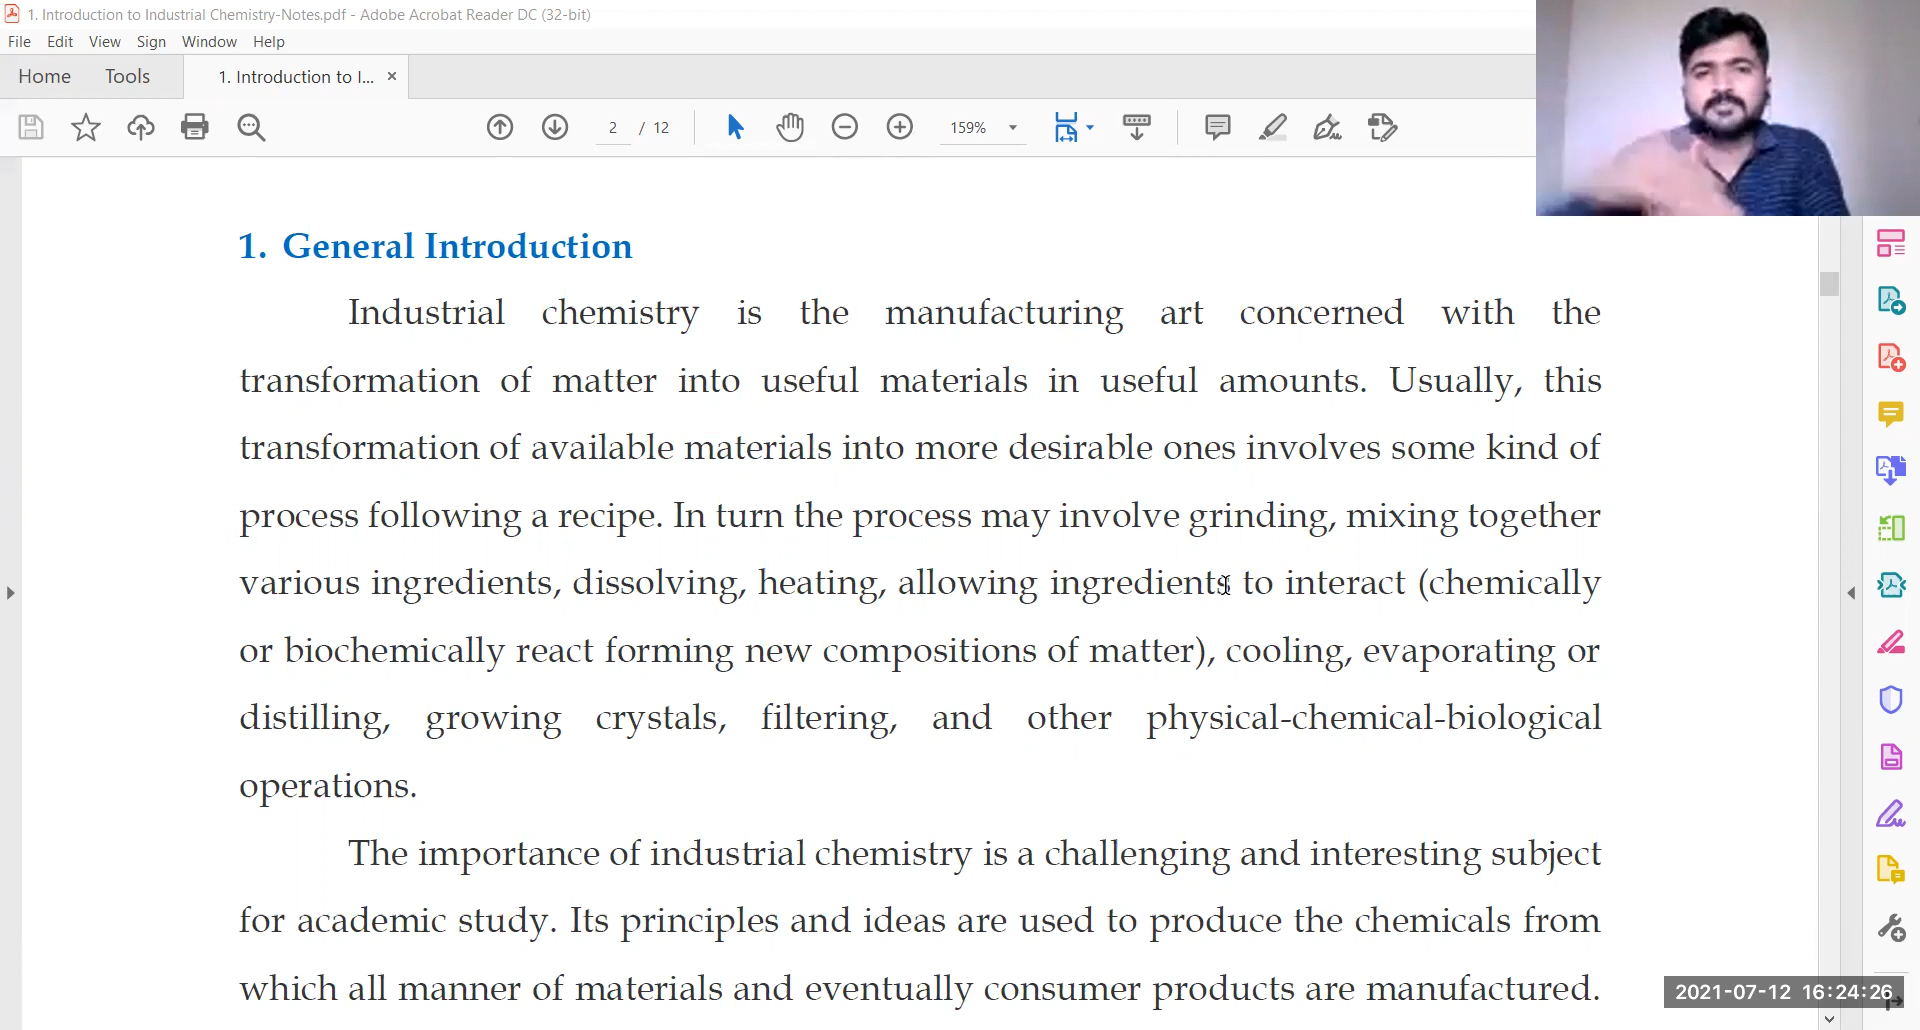 1. Introduction to Industrial Chemistry-Notes.pdf - Adobe Acrobat Reader DC (32-bit)
File Edit View Sign Window Help
Home Tools 1. Introduction to I... ×
2 / 12 159%
1. General Introduction
Industrial chemistry is the manufacturing art concerned with the
transformation of matter into useful materials in useful amounts. Usually, this
transformation of available materials into more desirable ones involves some kind of
process following a recipe. In turn the process may involve grinding, mixing together
various ingredients, dissolving, heating, allowing ingredients to interact (chemically
or biochemically react forming new compositions of matter), cooling, evaporating or
distilling, growing crystals, filtering, and other physical-chemical-biological
operations.
The importance of industrial chemistry is a challenging and interesting subject
for academic study. Its principles and ideas are used to produce the chemicals from
which all manner of materials and eventually consumer products are manufactured.
2021-07-12 16:24:26